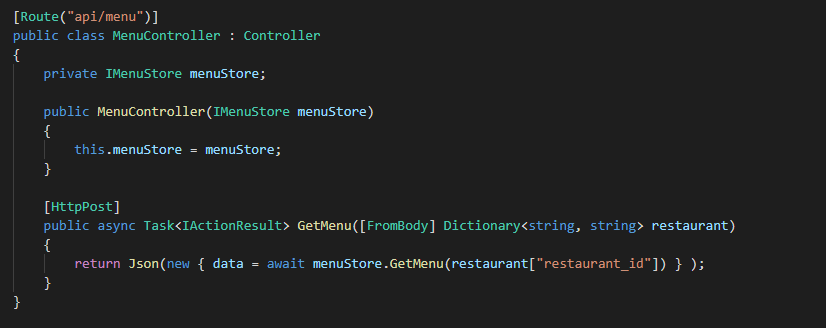 [Route("api/menu")]
public class MenuController : Controller
{
    private IMenuStore menuStore;

    public MenuController(IMenuStore menuStore)
    {
        this.menuStore = menuStore;
    }

    [HttpPost]
    public async Task<IActionResult> GetMenu([FromBody] Dictionary<string, string> restaurant)
    {
        return Json(new { data = await menuStore.GetMenu(restaurant["restaurant_id"]) } );
    }
}